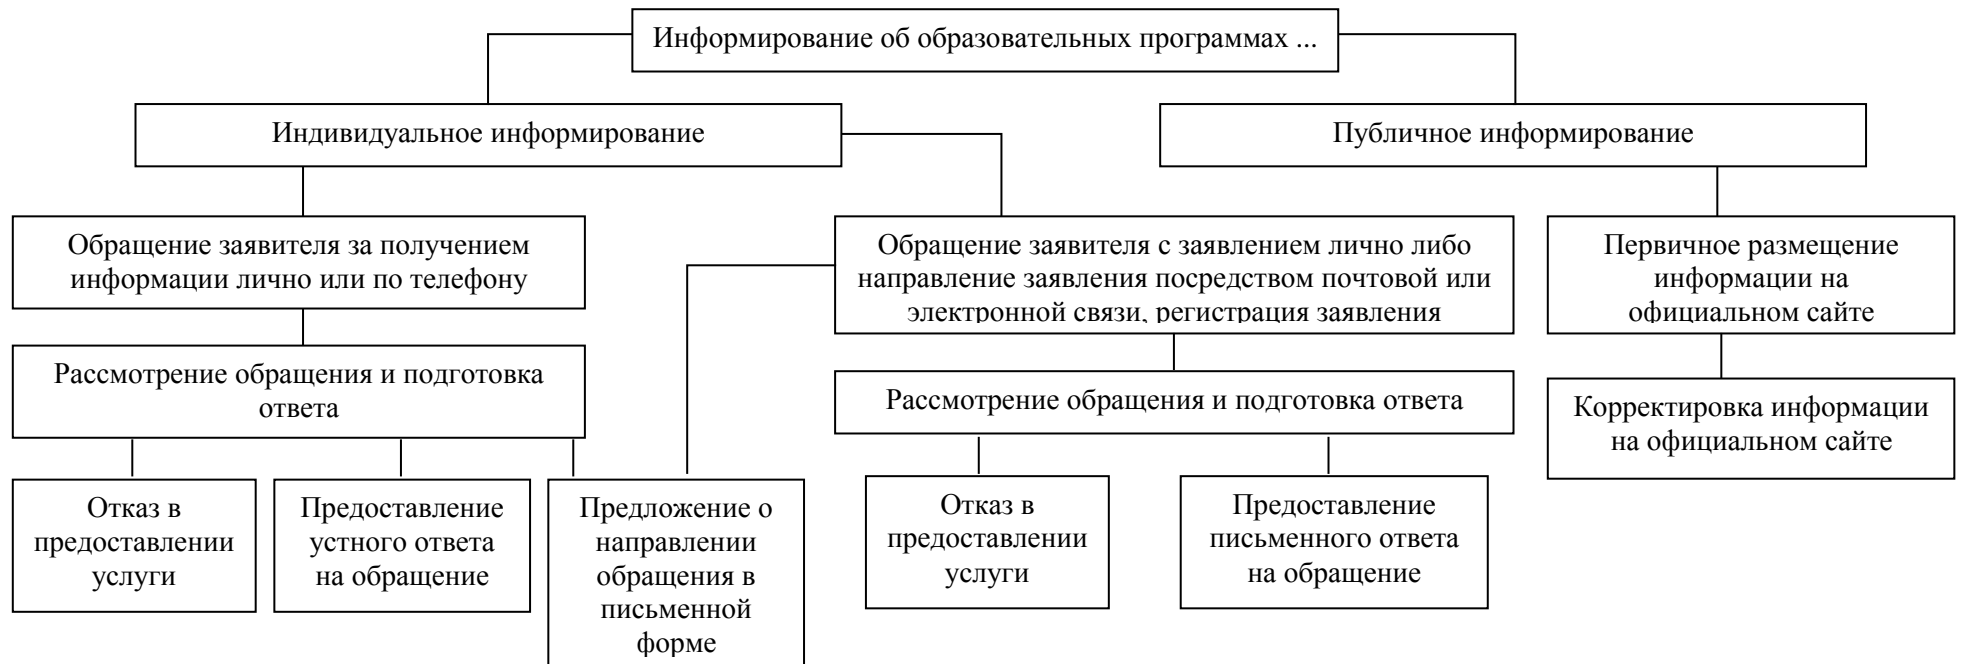 Информирование об образовательных программах ...
Индивидуальное информирование
Публичное информирование
Обращение заявителя за получением
информации лично или по телефону
Обращение заявителя с заявлением лично либо
направление заявления посредством почтовой или
электронной связи, регистрация заявления
Первичное размещение
информации на
официальном сайте
Рассмотрение обращения и подготовка
ответа
Рассмотрение обращения и подготовка ответа
Корректировка информации
на официальном сайте
Отказ в
предоставлении
услуги
Предоставление
устного ответа
на обращение
Предложение о
направлении
обращения в
письменной
форме
Отказ в
предоставлении
услуги
Предоставление
письменного ответа
на обращение